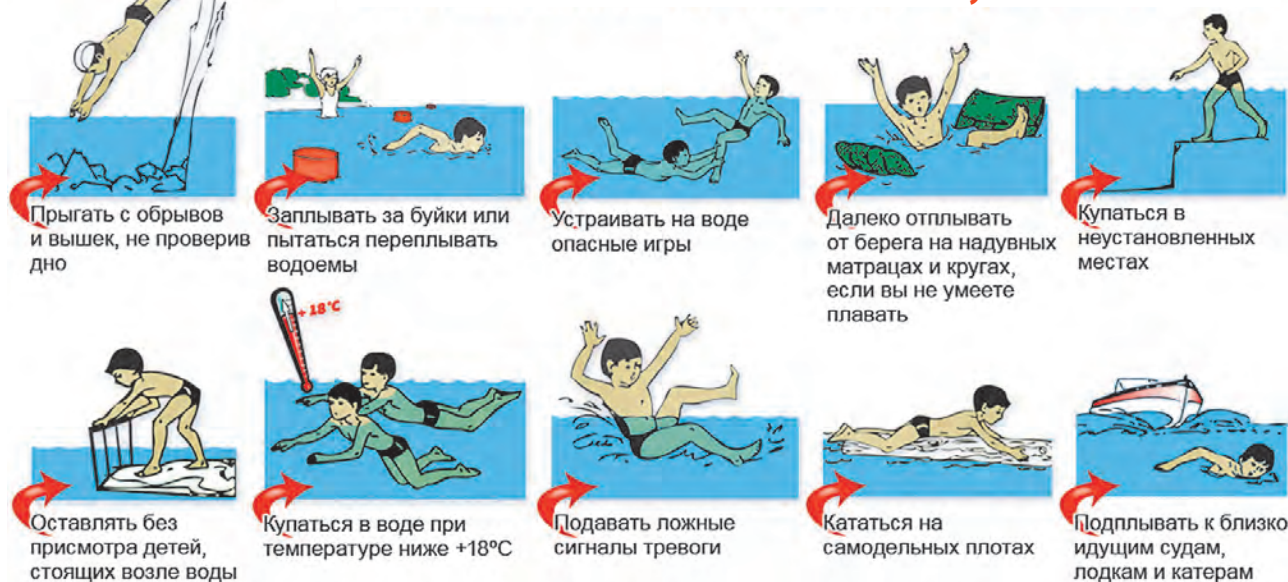 Прыгать с обрывов
и вышек, не проверив
дно
Заплывать за буйки или
пытаться переплывать
водоемы
Устраивать на воде
опасные игры
Далеко отплывать
от берега на надувных
матрацах и кругах,
если вы не умеете
плавать
Купаться в
неустановленных
местах
+18°C
Оставлять без
присмотра детей,
стоящих возле воды
Купаться в воде при
температуре ниже +18ºС
Подавать ложные
сигналы тревоги
Кататься на
самодельных плотах
Подплывать к близко
идущим судам,
лодкам и катерам